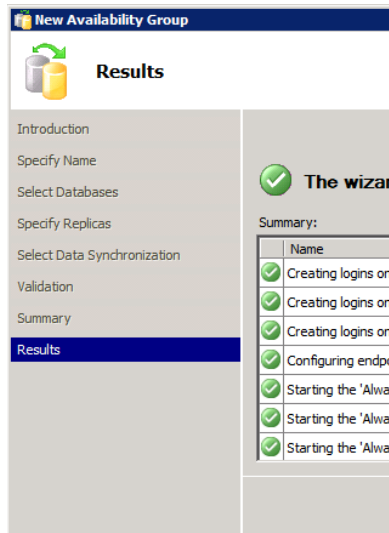 New Availability Group
Results
Introduction
Specify Name
Select Databases
Specify Replicas
Select Data Synchronization
Validation
Summary
Results
The wizar
Summary:
Name
Creating logins on
Creating logins on
Creating logins on
Configuring endpo
Starting the 'Alwa
Starting the 'Alwa
Starting the 'Alwa